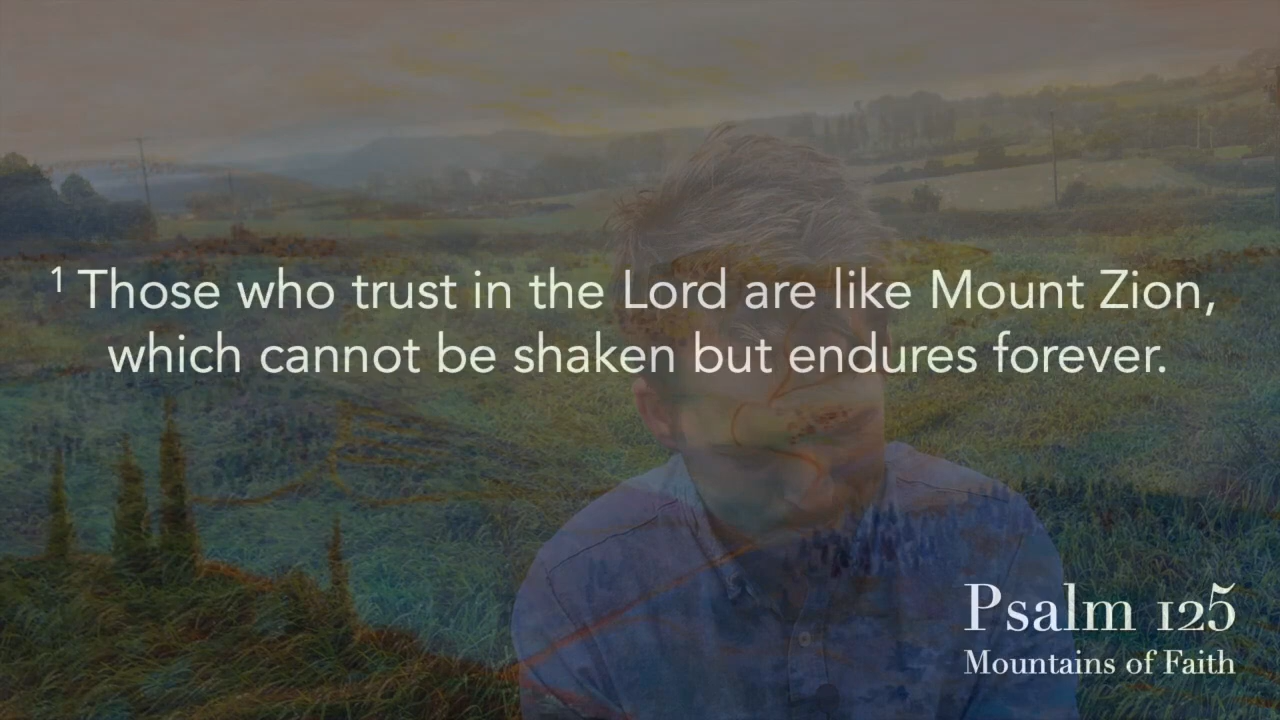 ¹ Those who trust in the Lord are like Mount Zion,
which cannot be shaken but endures forever.
Psalm 125
Mountains of Faith